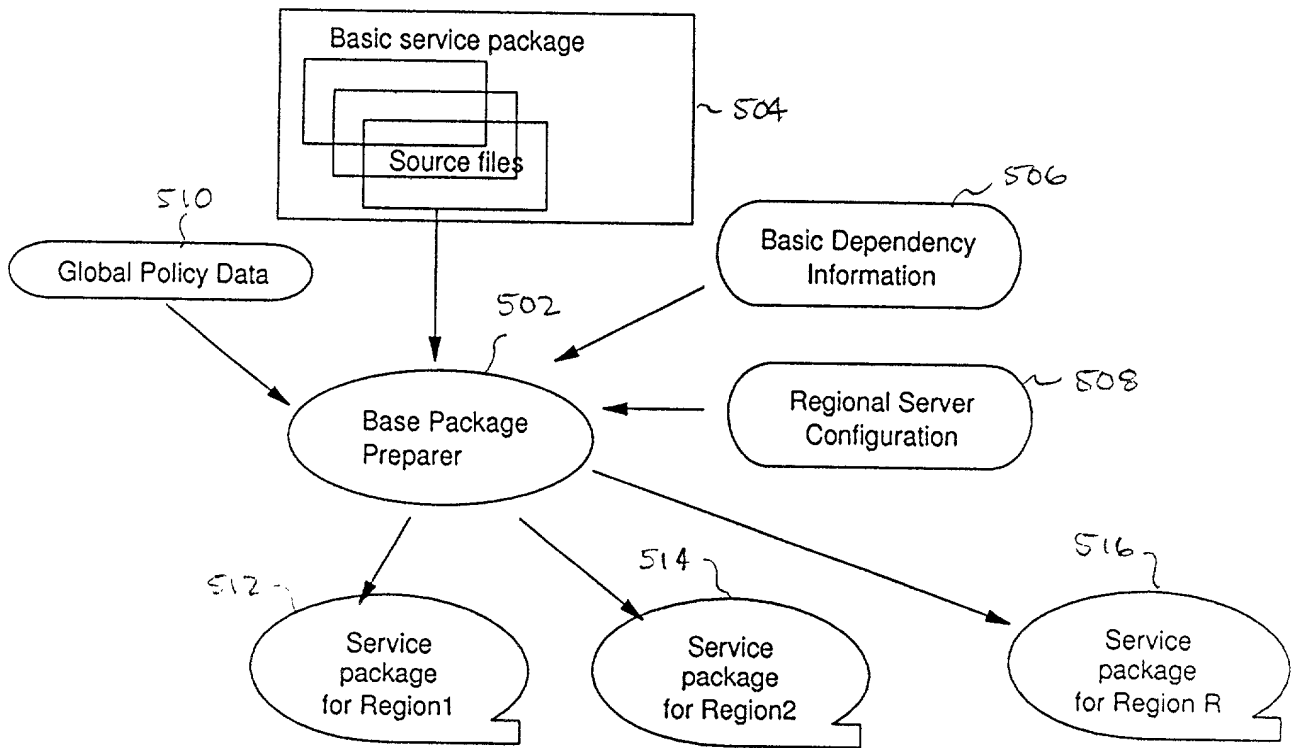 Basic service package
504
Source files
510
506
Global Policy Data
Basic Dependency
Information
502
508
Base Package
Preparer
Regional Server
Configuration
512
514
516
Service
package
for Region1
Service
package
for Region2
Service
package
for Region R